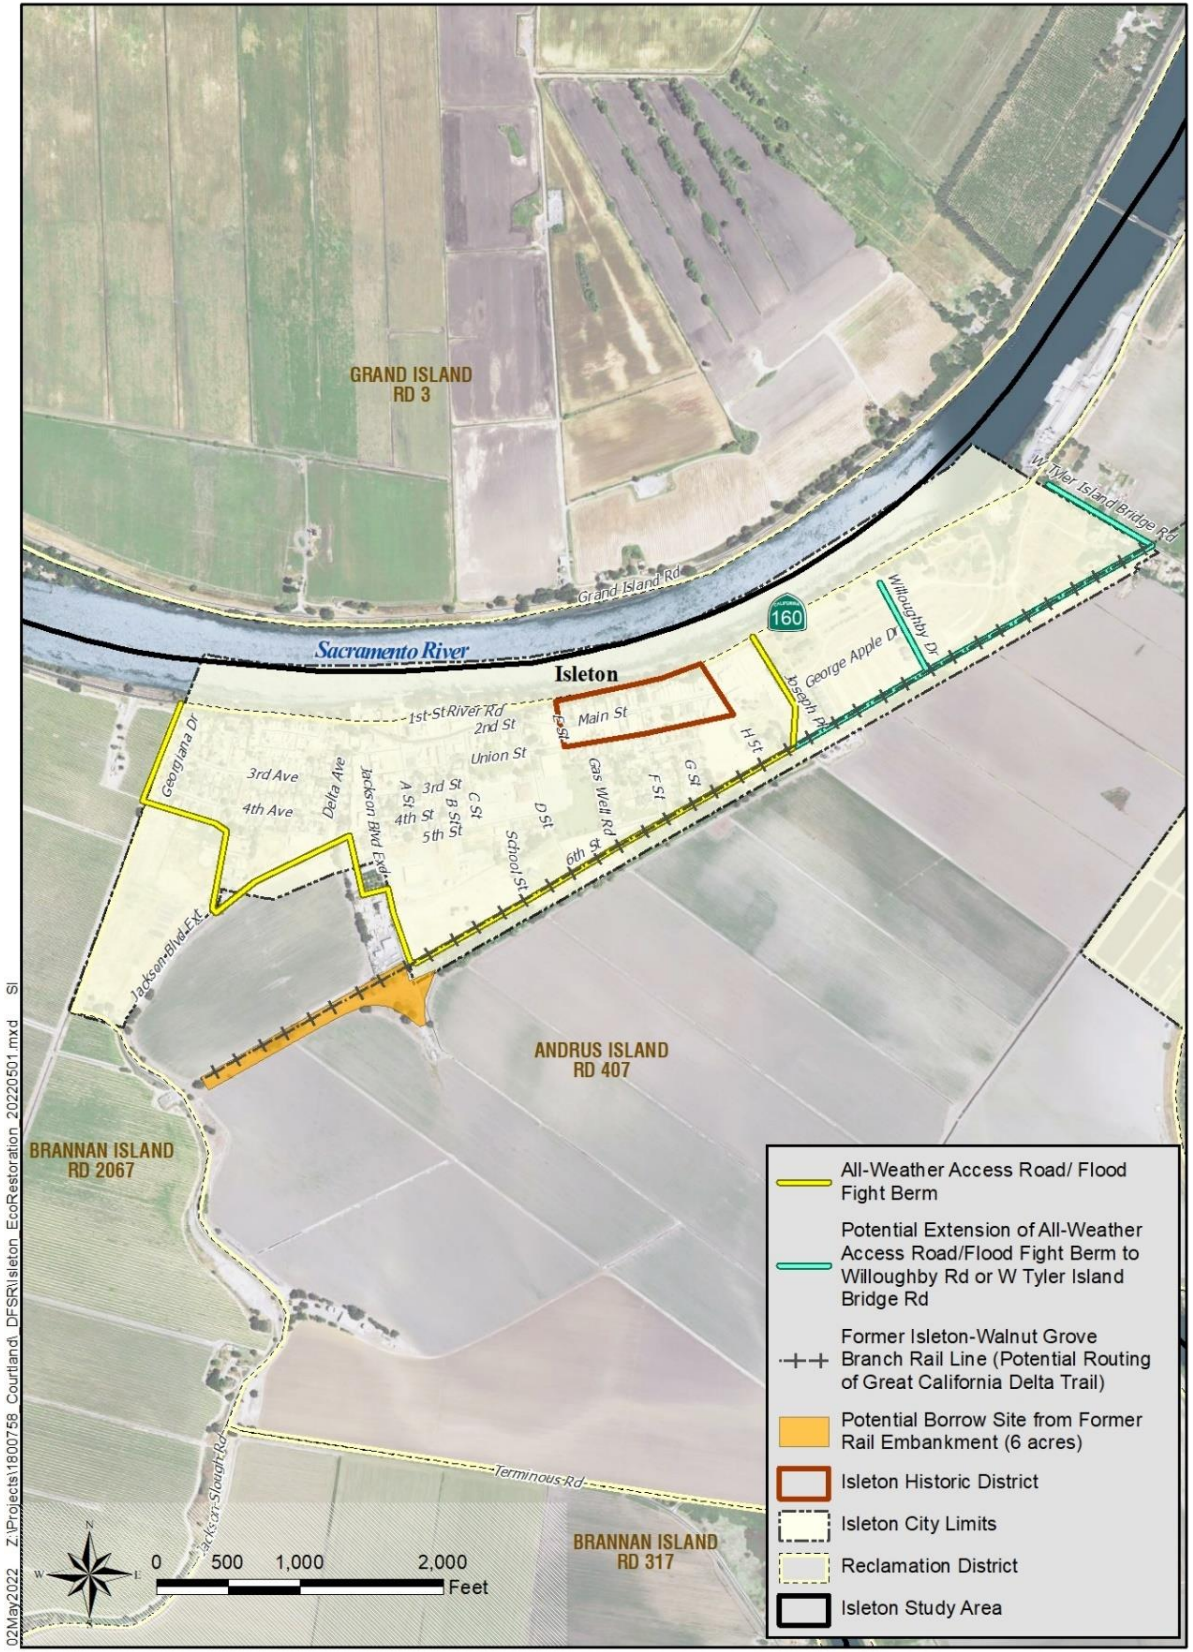 GRAND ISLAND
RD 3
W Tyler Island Bridge Rd
Grand Island Rd
CALIFORNIA
160
Willoughby Dr
Sacramento River
Isleton
George Apple Dr
Joseph Pl
Georgiana Dr
1st St
River Rd
Main St
2nd St
E St
H St
Union St
3rd Ave
Delta Ave
Jackson Blvd Exd
A St
3rd St
B St
C St
Gas Well Rd
F St
G St
4th Ave
4th St
5th St
D St
School St
6th St
Jackson Blvd Ext
ANDRUS ISLAND
RD 407
BRANNAN ISLAND
RD 2067
Jackson Slough Rd
Terminous Rd
BRANNAN ISLAND
RD 317
N
W
E
S
0 500 1,000 2,000
Feet
All-Weather Access Road/ Flood
Fight Berm
Potential Extension of All-Weather
Access Road/Flood Fight Berm to
Willoughby Rd or W Tyler Island
Bridge Rd
Former Isleton-Walnut Grove
Branch Rail Line (Potential Routing
of Great California Delta Trail)
Potential Borrow Site from Former
Rail Embankment (6 acres)
Isleton Historic District
Isleton City Limits
Reclamation District
Isleton Study Area
02May2022 Z:\Projects\1800758_Courtland\_DFSR\Isleton_EcoRestoration_20220501.mxd SI